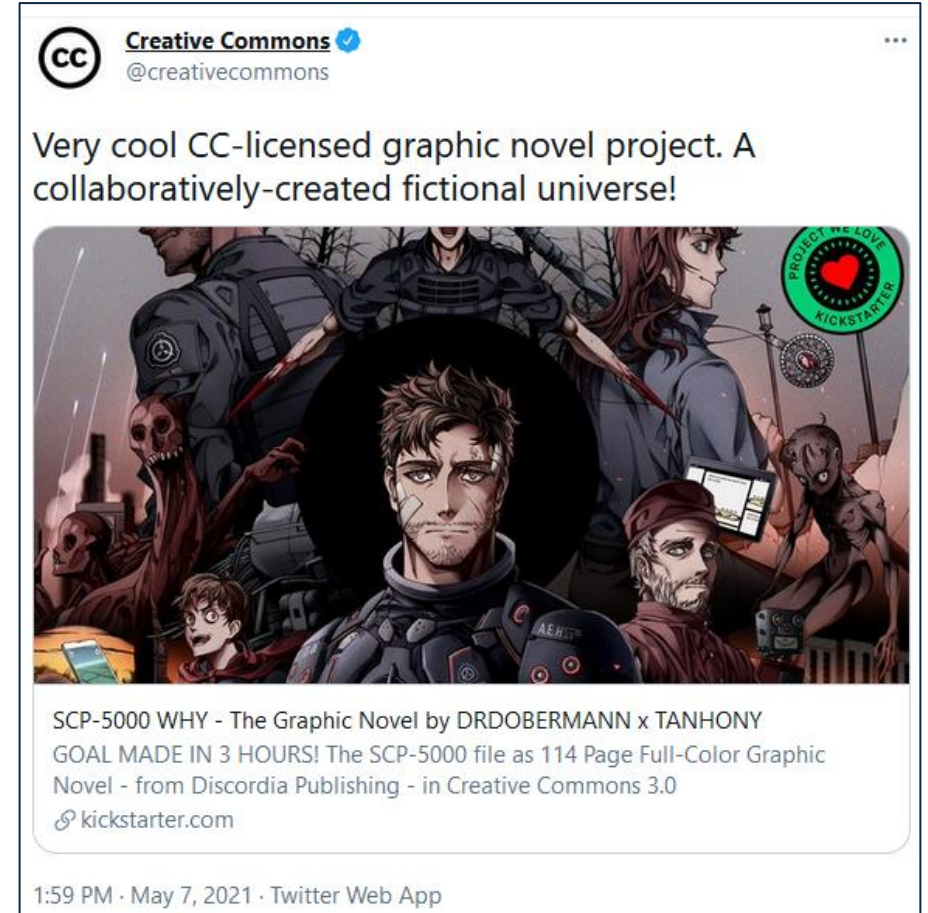 CC
Creative Commons
@creativecommons
Very cool CC-licensed graphic novel project. A
collaboratively-created fictional universe!
PROJECT WE LOVE
KICKSTARTER
SCP-5000 WHY - The Graphic Novel by DRDOBERMANN x TANHONY
GOAL MADE IN 3 HOURS! The SCP-5000 file as 114 Page Full-Color Graphic
Novel - from Discordia Publishing - in Creative Commons 3.0
kickstarter.com
1:59 PM · May 7, 2021 · Twitter Web App